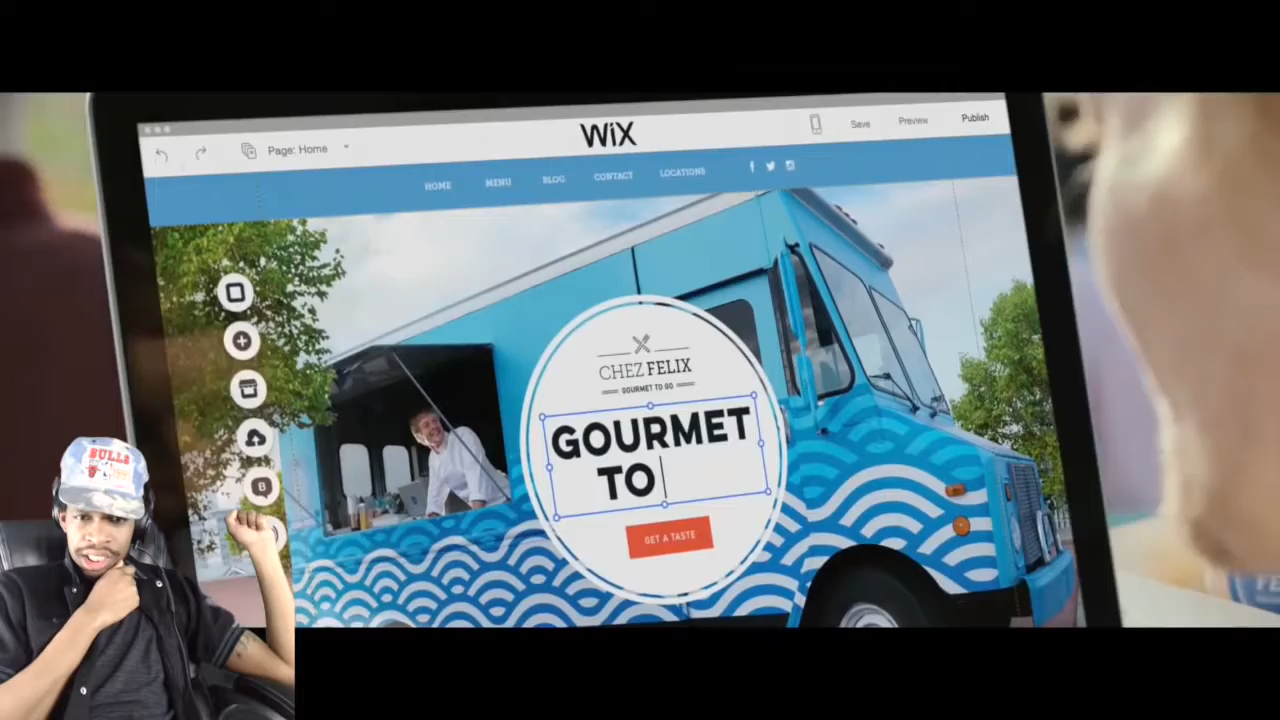 WiX
Page: Home
Save
Preview
Publish
HOME
MENU
BLOG
CONTACT
LOCATIONS
CHEZ FELIX
GOURMET TO GO
GOURMET
TO
GET A TASTE
B
BULLS